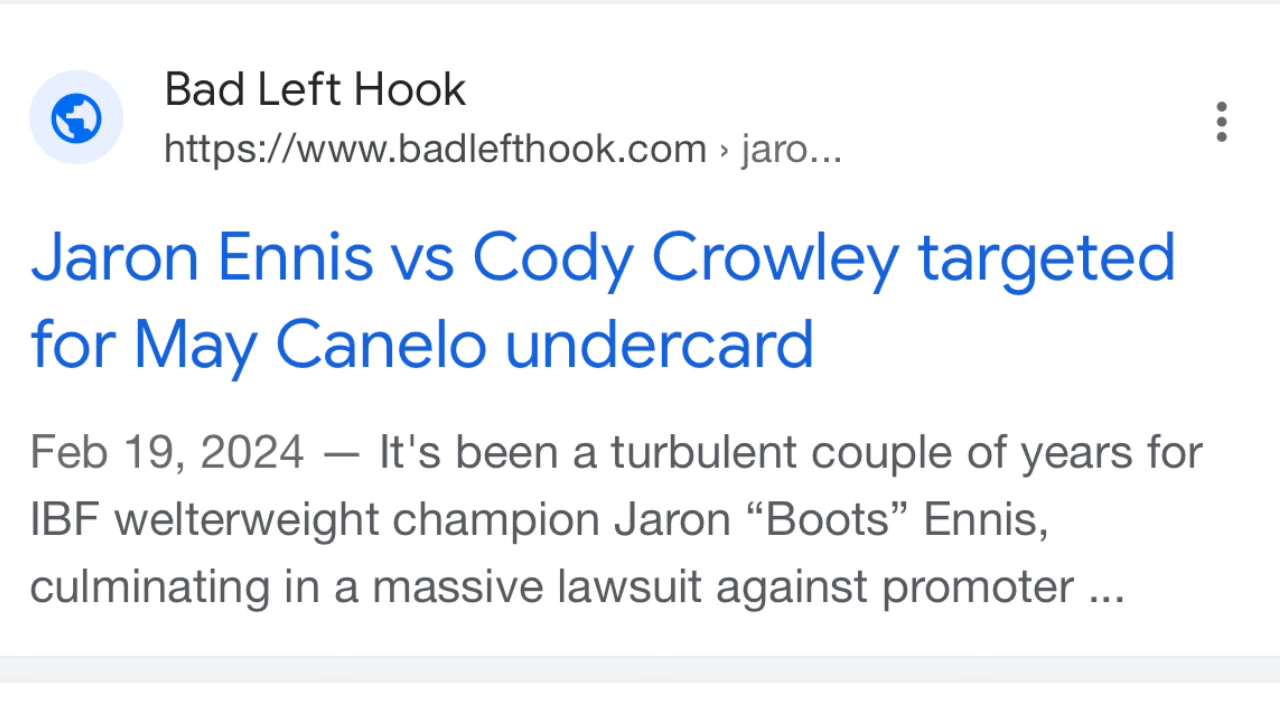 Bad Left Hook
https://www.badlefthook.com › jaro...
Jaron Ennis vs Cody Crowley targeted
for May Canelo undercard
Feb 19, 2024 — It's been a turbulent couple of years for
IBF welterweight champion Jaron “Boots” Ennis,
culminating in a massive lawsuit against promoter ...